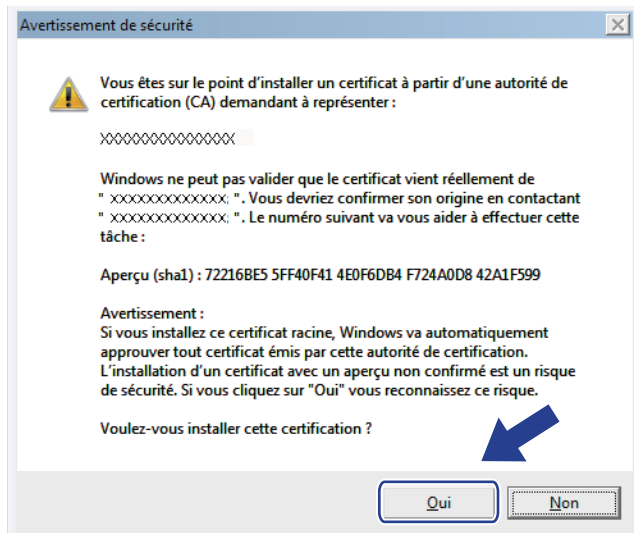 Avertissement de sécurité
Vous êtes sur le point d'installer un certificat à partir d'une autorité de
certification (CA) demandant à représenter :
XXXXXXXXXXXXXXX
Windows ne peut pas valider que le certificat vient réellement de
" XXXXXXXXXXXXX; ". Vous devriez confirmer son origine en contactant
" XXXXXXXXXXXXX; ". Le numéro suivant va vous aider à effectuer cette
tâche :
Aperçu (sha1) : 72216BE5 5FF40F41 4E0F6DB4 F724A0D8 42A1F599
Avertissement :
Si vous installez ce certificat racine, Windows va automatiquement
approuver tout certificat émis par cette autorité de certification.
L'installation d'un certificat avec un aperçu non confirmé est un risque
de sécurité. Si vous cliquez sur "Oui" vous reconnaissez ce risque.
Voulez-vous installer cette certification ?
Oui Non